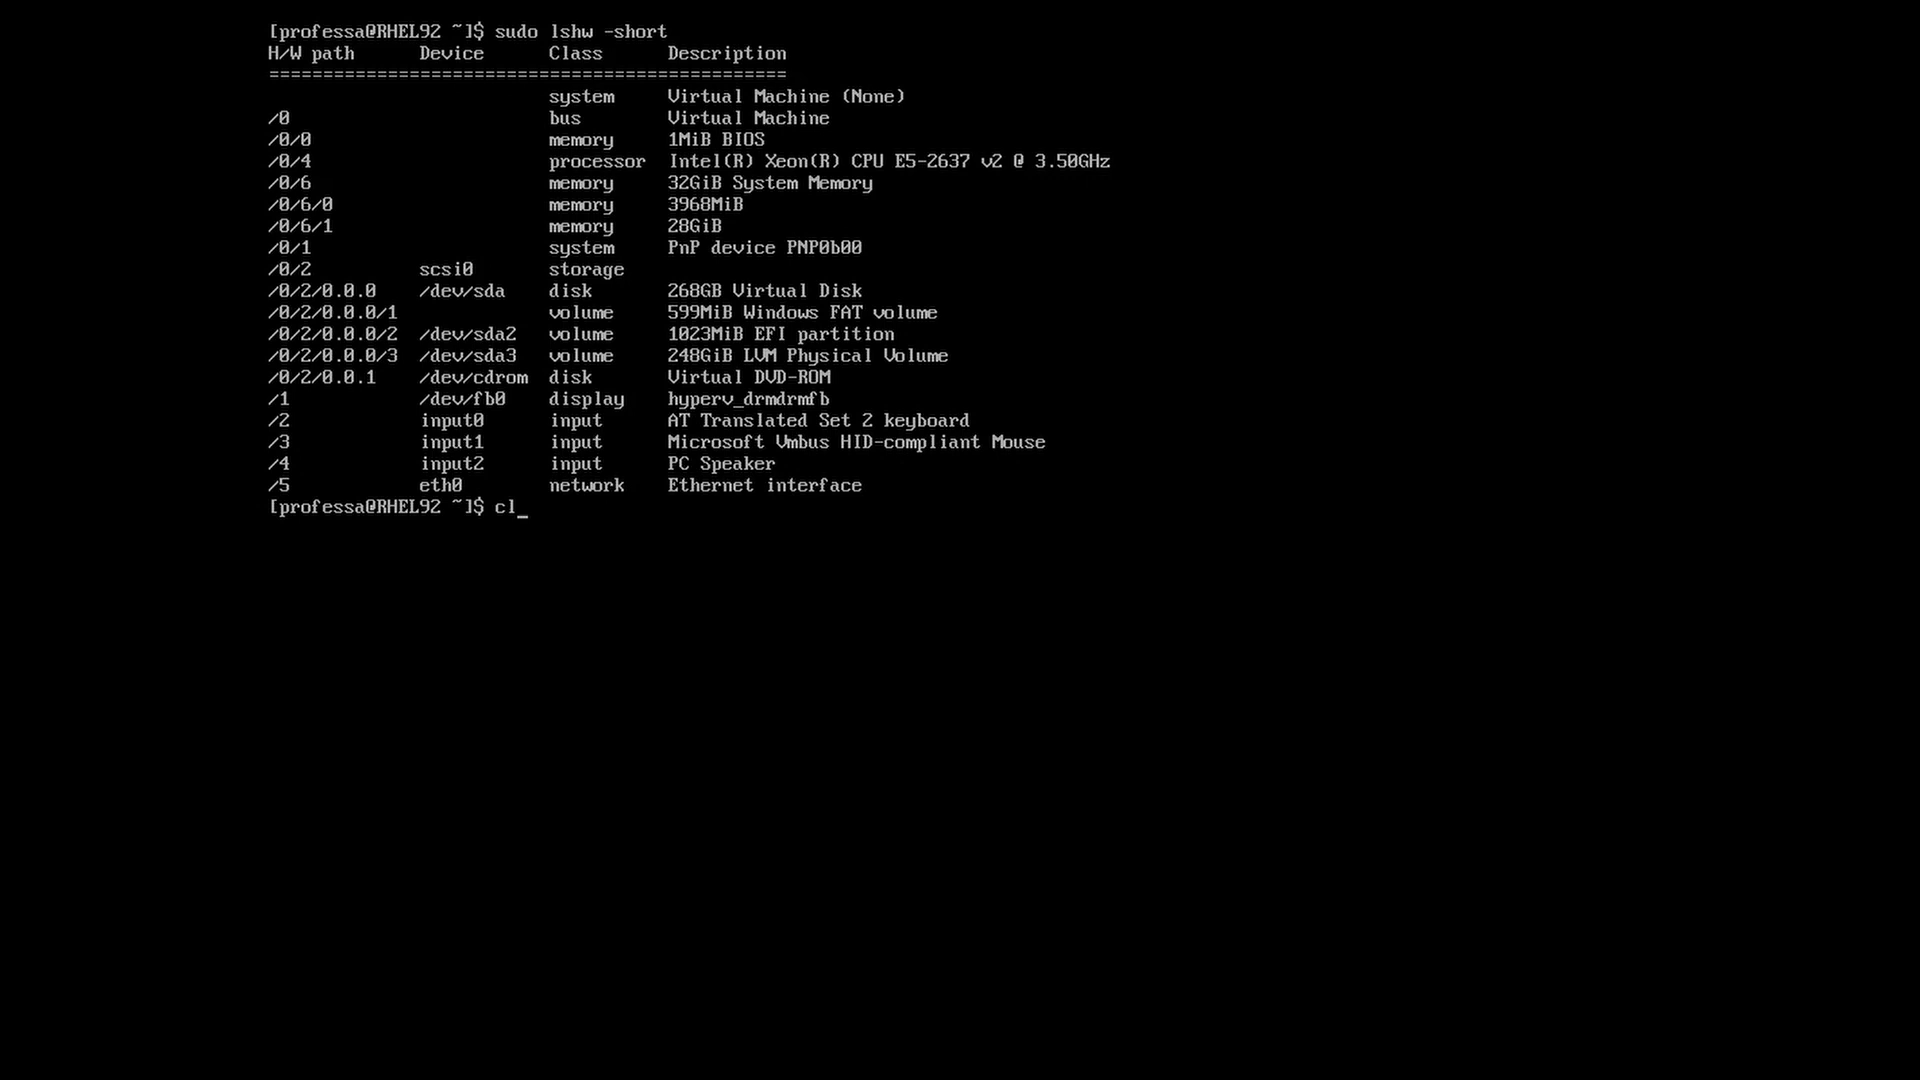 [professa@RHEL92 ~]$ sudo lshw -short
H/W path      Device      Class      Description
================================================
                          system     Virtual Machine (None)
/0                        bus        Virtual Machine
/0/0                      memory     1MiB BIOS
/0/4                      processor  Intel(R) Xeon(R) CPU E5-2637 v2 @ 3.50GHz
/0/6                      memory     32GiB System Memory
/0/6/0                    memory     3968MiB
/0/6/1                    memory     28GiB
/0/1                      system     PnP device PNP0b00
/0/2          scsi0       storage
/0/2/0.0.0    /dev/sda    disk       268GB Virtual Disk
/0/2/0.0.0/1              volume     599MiB Windows FAT volume
/0/2/0.0.0/2  /dev/sda2   volume     1023MiB EFI partition
/0/2/0.0.0/3  /dev/sda3   volume     248GiB LVM Physical Volume
/0/2/0.0.1    /dev/cdrom  disk       Virtual DVD-ROM
/1            /dev/fb0    display    hyperv_drmdrmfb
/2            input0      input      AT Translated Set 2 keyboard
/3            input1      input      Microsoft Vmbus HID-compliant Mouse
/4            input2      input      PC Speaker
/5            eth0        network    Ethernet interface
[professa@RHEL92 ~]$ cl_